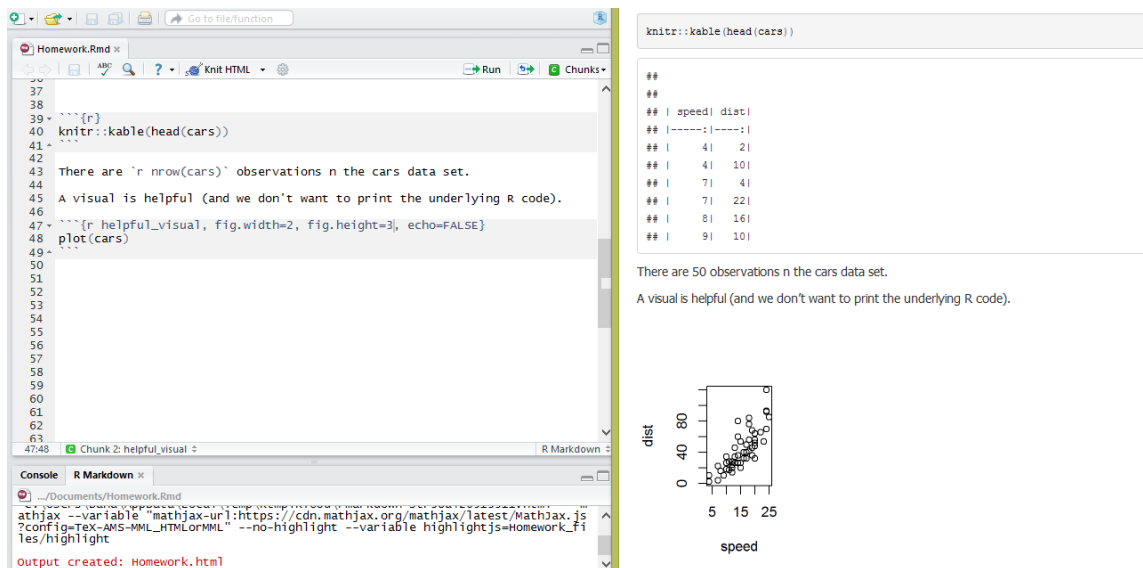 Go to file/function
Homework.Rmd
ABC
Knit HTML
Run
Chunks
37
38
39 ```{r}
40 knitr::kable(head(cars))
41 ```
42
43 There are `r nrow(cars)` observations n the cars data set.
44
45 A visual is helpful (and we don't want to print the underlying R code).
46
47 ```{r helpful_visual, fig.width=2, fig.height=3, echo=FALSE}
48 plot(cars)
49 ```
50
51
52
53
54
55
56
57
58
59
60
61
62
63
47:48 Chunk 2: helpful_visual R Markdown
Console R Markdown
.../Documents/Homework.Rmd
athjax --variable "mathjax-url:https://cdn.mathjax.org/mathjax/latest/MathJax.js
?config=TeX-AMS-MML_HTMLorMML" --no-highlight --variable highlightjs=Homework_fi
les/highlight
Output created: Homework.html
knitr::kable(head(cars))
##
##
## | speed| dist|
## |-----:|----:|
## | 4| 2|
## | 4| 10|
## | 7| 4|
## | 7| 22|
## | 8| 16|
## | 9| 10|
There are 50 observations n the cars data set.
A visual is helpful (and we don't want to print the underlying R code).
dist
80
40
0
5 15 25
speed